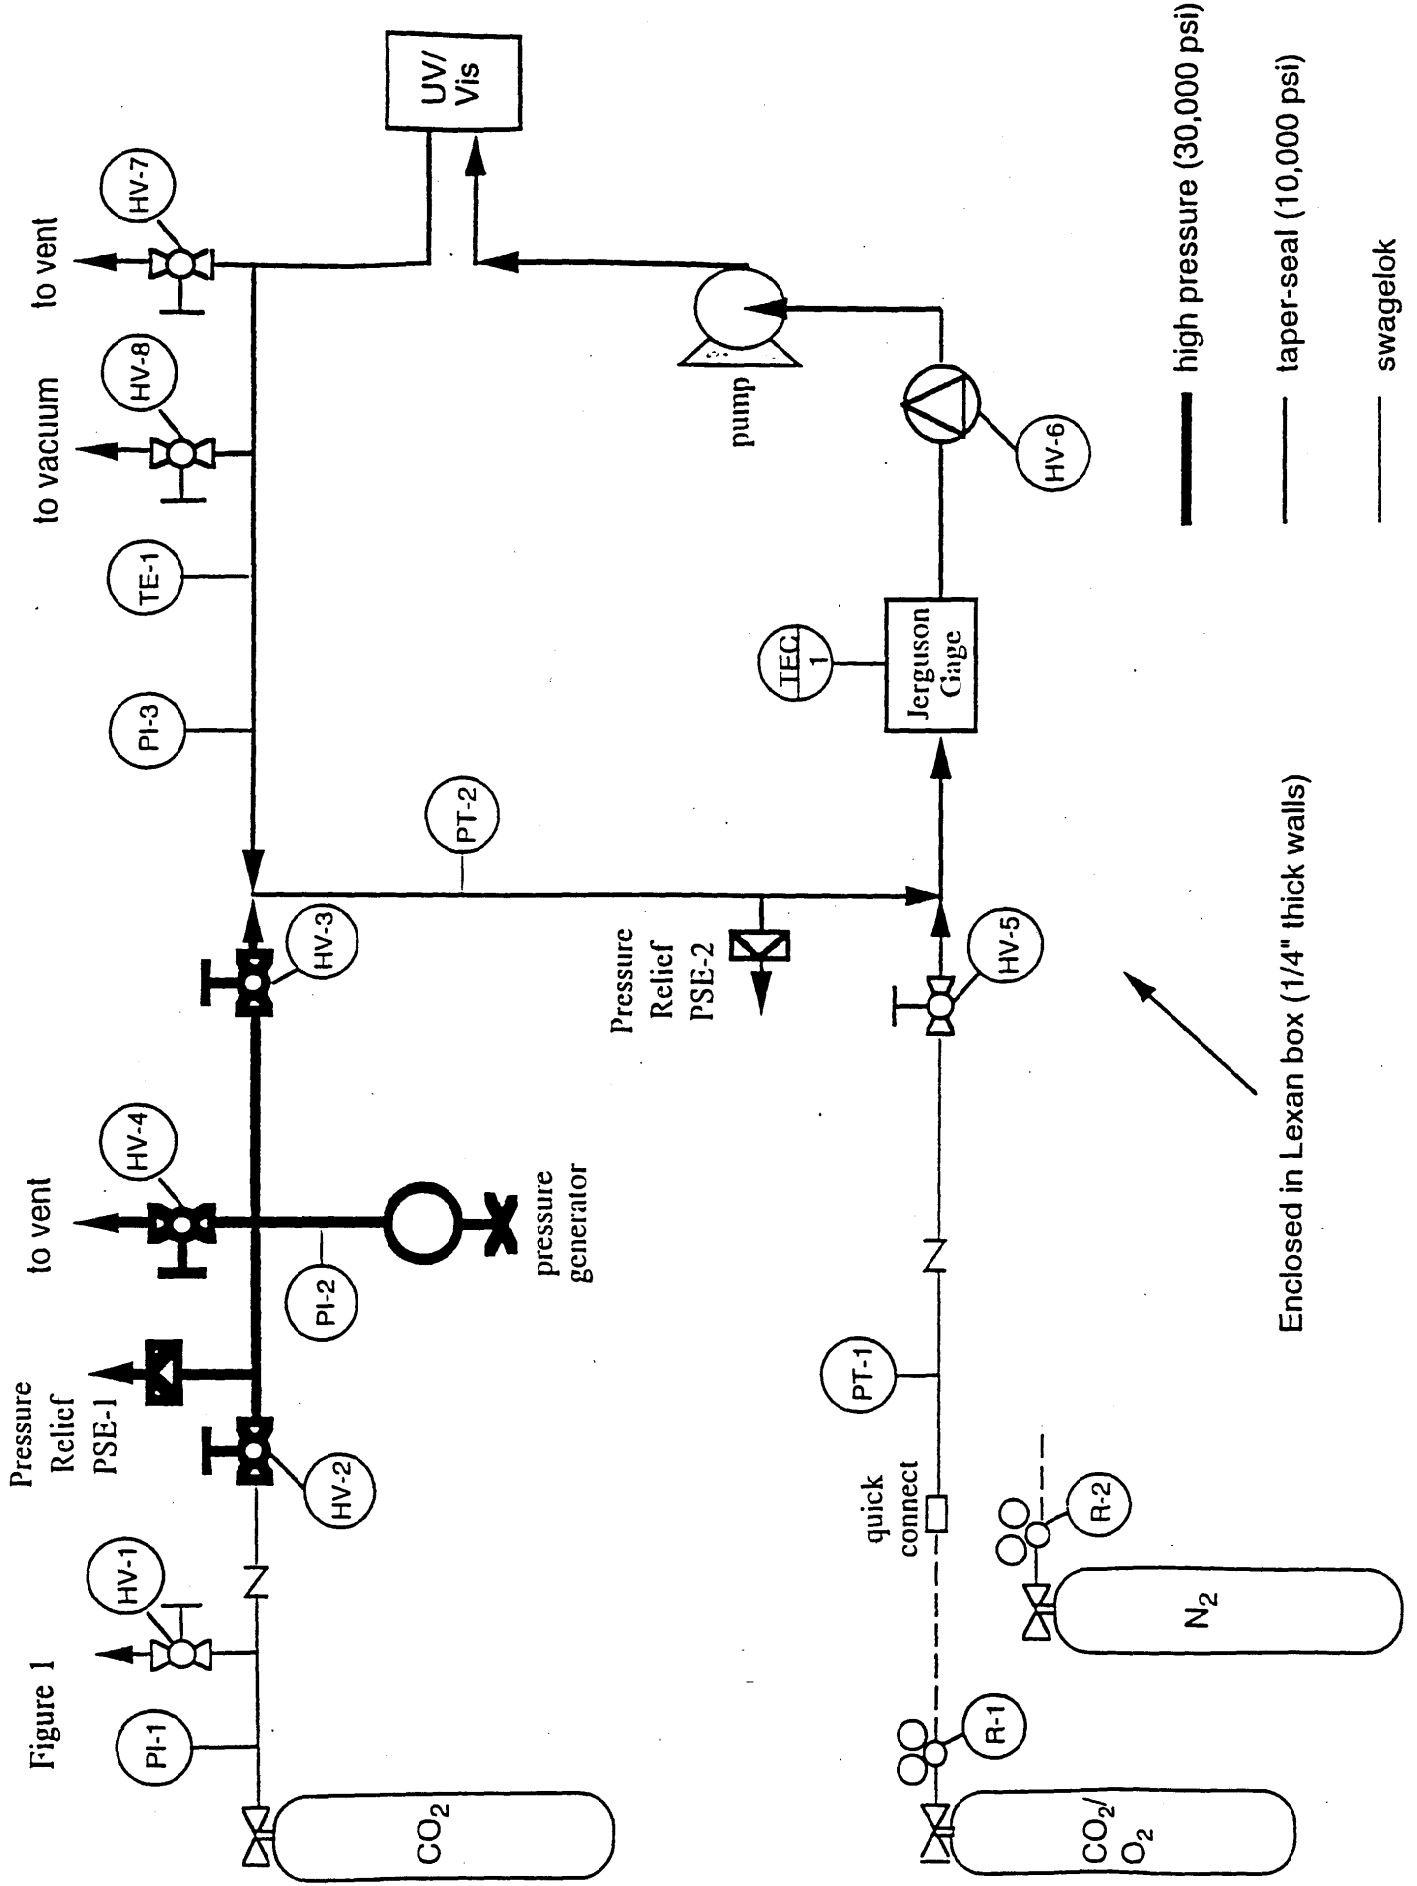 Figure 1
PI-1
HV-1
Pressure
Relief
PSE-1
to vent
HV-4
PI-3
TE-1
to vacuum
HV-8
to vent
HV-7
CO2
HV-2
PI-2
pressure
generator
HV-3
PT-2
UV/
Vis
Pressure
Relief
PSE-2
pump
TEC
1
Jerguson
Gage
HV-6
CO2/
O2
R-1
quick
connect
PT-1
HV-5
N2
R-2
Enclosed in Lexan box (1/4" thick walls)
high pressure (30,000 psi)
taper-seal (10,000 psi)
swagelok